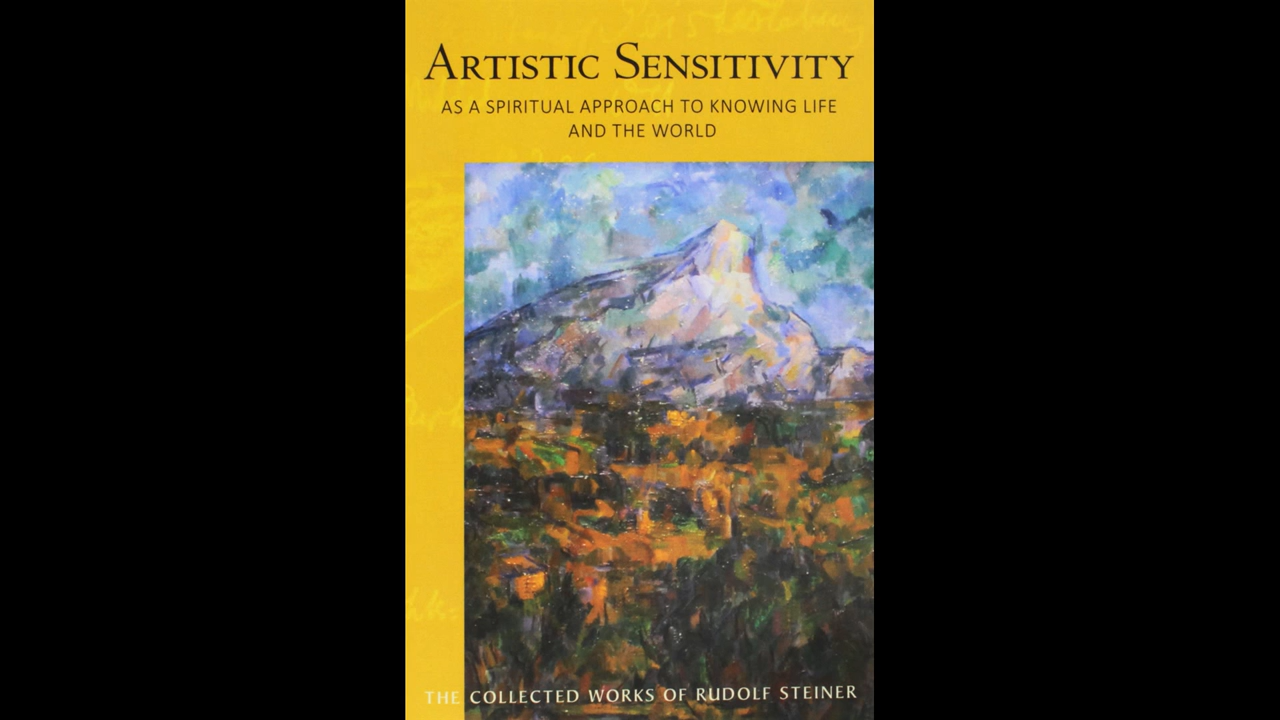 ARTISTIC SENSITIVITY
AS A SPIRITUAL APPROACH TO KNOWING LIFE
AND THE WORLD
THE COLLECTED WORKS OF RUDOLF STEINER